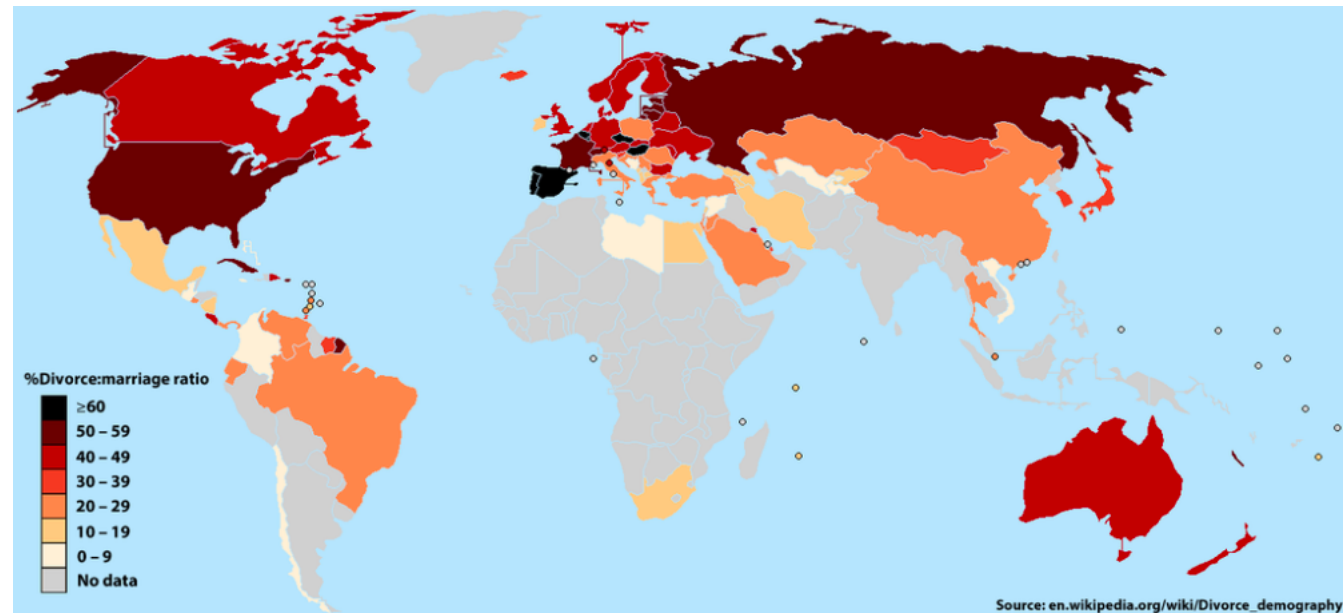 %Divorce:marriage ratio
≥60
50 – 59
40 – 49
30 – 39
20 – 29
10 – 19
0 – 9
No data
Source: en.wikipedia.org/wiki/Divorce_demography